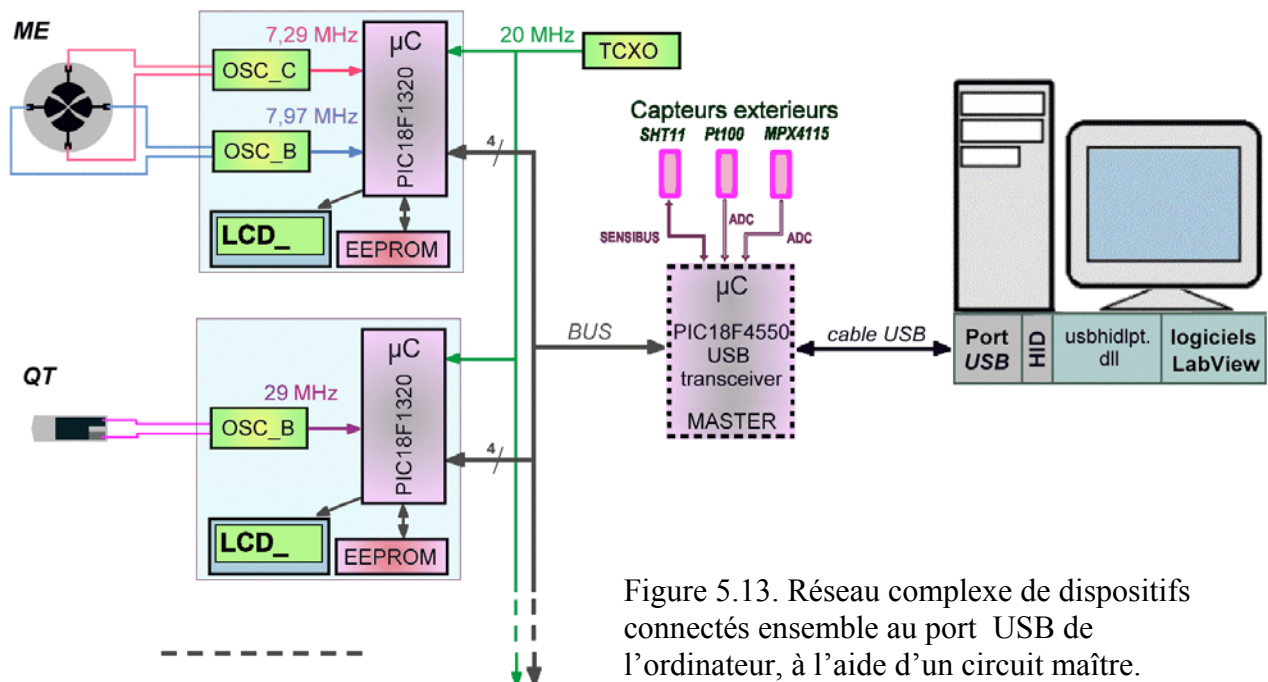 ME
7,29 MHz
OSC_C
7,97 MHz
OSC_B
µC
PIC18F1320
LCD_
EEPROM
20 MHz
TCXO
4
QT
29 MHz
OSC_B
µC
PIC18F1320
LCD_
EEPROM
4
BUS
Capteurs exterieurs
SHT11 Pt100 MPX4115
SENSIBUS
ADC
ADC
µC
PIC18F4550
USB
transceiver
MASTER
cable USB
Port
USB
HID
usbhidlpt.
dll
logiciels
LabView
Figure 5.13. Réseau complexe de dispositifs
connectés ensemble au port USB de
l'ordinateur, à l'aide d'un circuit maître.